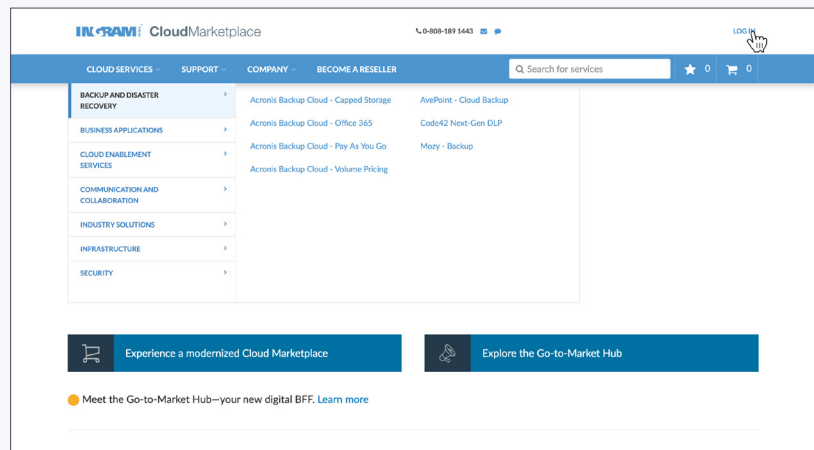 INGRAM MICRO CloudMarketplace
0-808-189 1443
LOG IN
CLOUD SERVICES
SUPPORT
COMPANY
BECOME A RESELLER
Search for services
0
0
BACKUP AND DISASTER
RECOVERY
BUSINESS APPLICATIONS
CLOUD ENABLEMENT
SERVICES
COMMUNICATION AND
COLLABORATION
INDUSTRY SOLUTIONS
INFRASTRUCTURE
SECURITY
Acronis Backup Cloud - Capped Storage
Acronis Backup Cloud - Office 365
Acronis Backup Cloud - Pay As You Go
Acronis Backup Cloud - Volume Pricing
AvePoint - Cloud Backup
Code42 Next-Gen DLP
Mozy - Backup
Experience a modernized Cloud Marketplace
Explore the Go-to-Market Hub
Meet the Go-to-Market Hub—your new digital BFF. Learn more